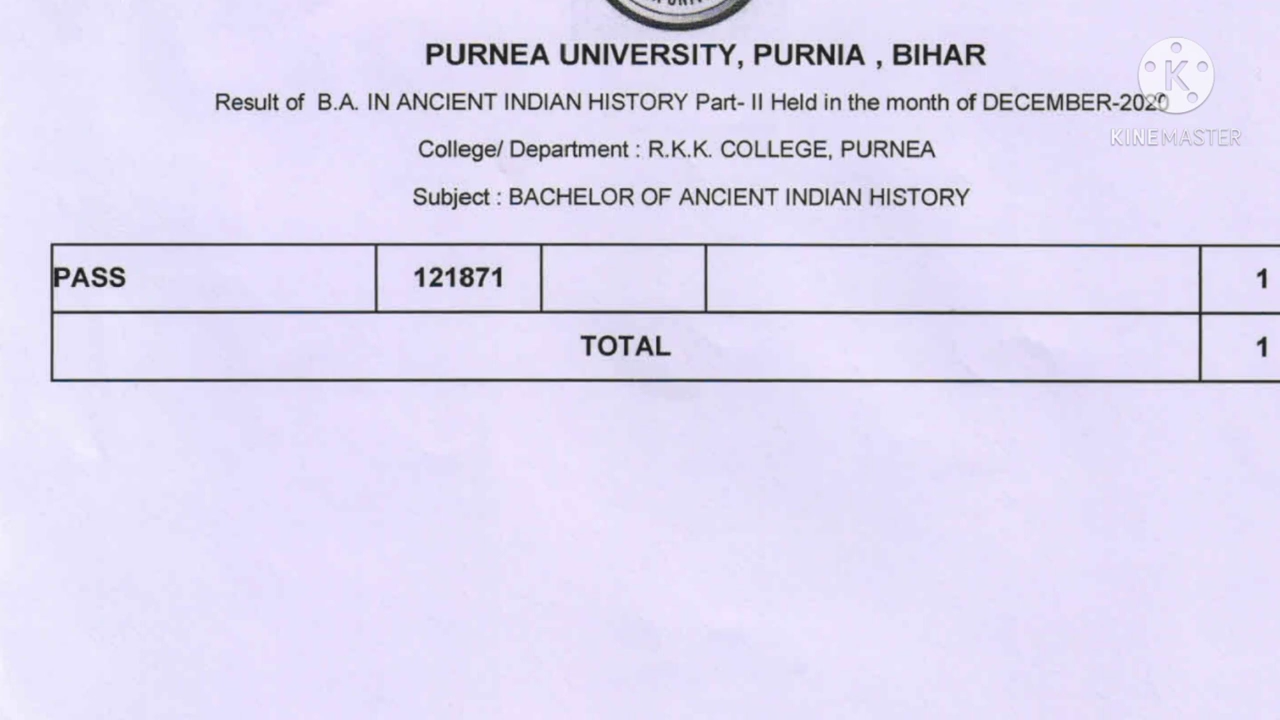 PURNEA UNIVERSITY, PURNIA , BIHAR
Result of B.A. IN ANCIENT INDIAN HISTORY Part- II Held in the month of DECEMBER-2020
College/ Department : R.K.K. COLLEGE, PURNEA
Subject : BACHELOR OF ANCIENT INDIAN HISTORY
PASS 121871 1
TOTAL 1
K
KINEMASTER